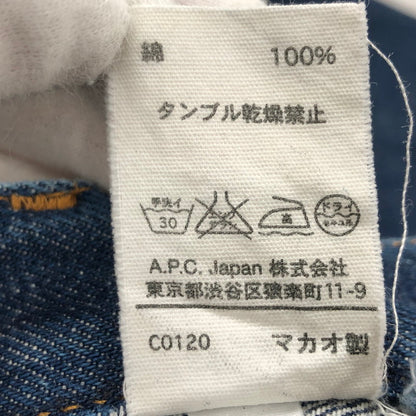 綿 100%
タンブル乾燥禁止
手洗イ 高 ドライ
30
A.P.C. Japan 株式会社
東京都渋谷区猿楽町11-9
C0120 マカオ製